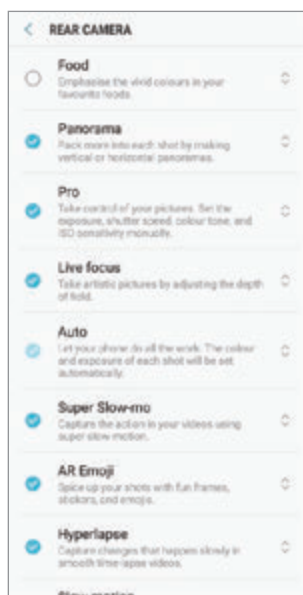 REAR CAMERA
Food
Emphasise the vivid colours in your
favourite foods.
Panorama
Pack more into each shot by making
vertical or horizontal panoramas.
Pro
Take control of your pictures. Set the
exposure, shutter speed, colour tone, and
ISO sensitivity manually.
Live focus
Take artistic pictures by adjusting the depth
of field.
Auto
Let your phone do all the work. The colour
and exposure of each shot will be set
automatically.
Super Slow-mo
Capture the action in your videos using
super slow motion.
AR Emoji
Spice up your shots with fun frames,
stickers, and emojis.
Hyperlapse
Capture changes that happen slowly in
smooth time-lapse videos.
Slow motion